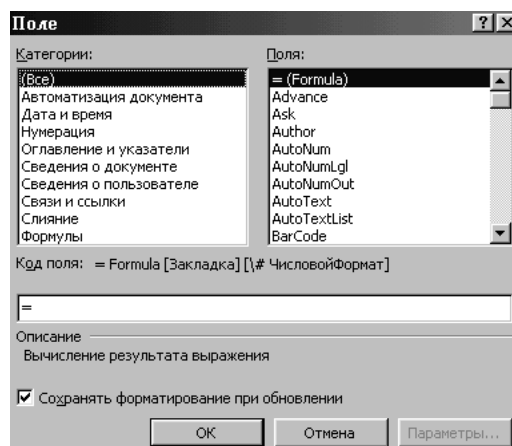 Поле
Категории:
(Все)
Автоматизация документа
Дата и время
Нумерация
Оглавление и указатели
Сведения о документе
Сведения о пользователе
Связи и ссылки
Слияние
Формулы
Поля:
= (Formula)
Advance
Ask
Author
AutoNum
AutoNumLgl
AutoNumOut
AutoText
AutoTextList
BarCode
Код поля: = Formula [Закладка] [\# ЧисловойФормат]
=
Описание
Вычисление результата выражения
Сохранять форматирование при обновлении
ОК
Отмена
Параметры...